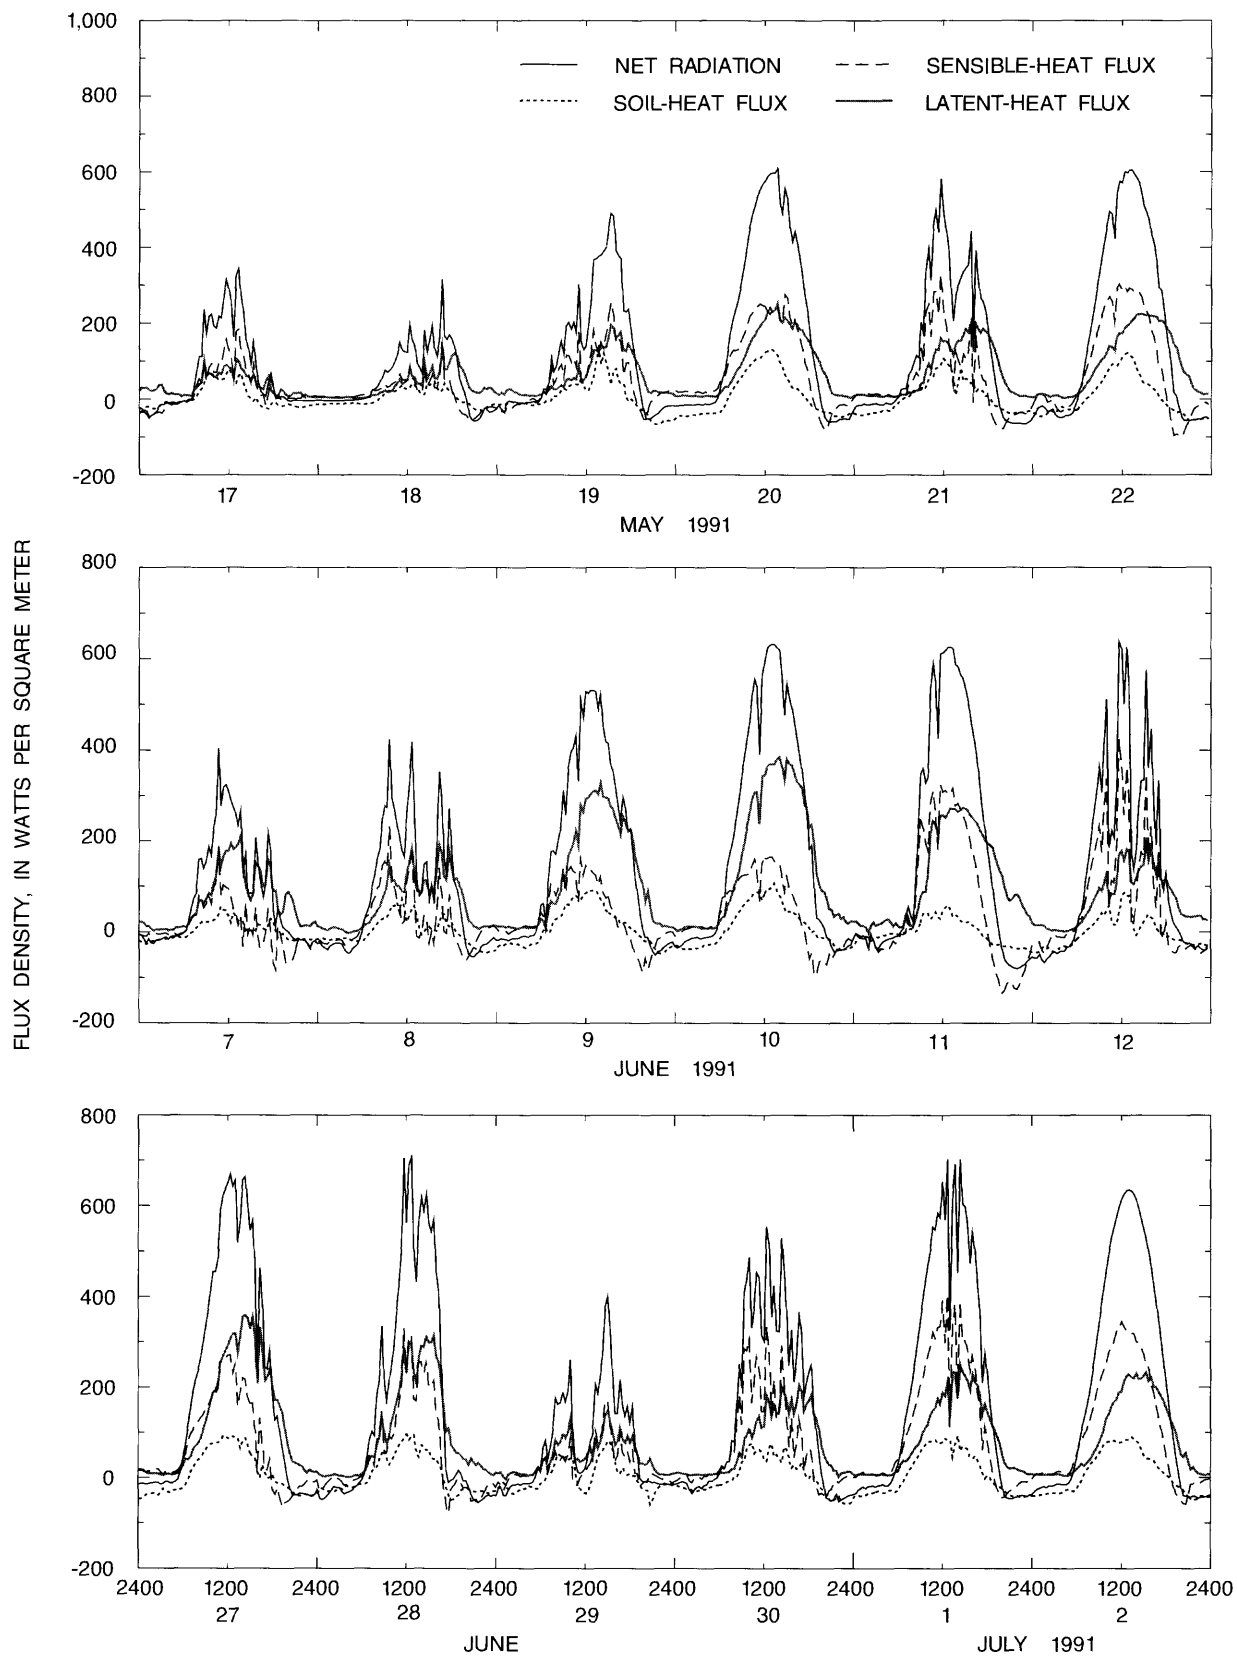 1,000
NET RADIATION SENSIBLE-HEAT FLUX
800
SOIL-HEAT FLUX LATENT-HEAT FLUX
600
400
200
0
-200
17 18 19 20 21 22
MAY 1991
FLUX DENSITY, IN WATTS PER SQUARE METER
800
600
400
200
0
-200
7 8 9 10 11 12
JUNE 1991
800
600
400
200
0
-200
2400 1200 2400 1200 2400 1200 2400 1200 2400 1200 2400 1200 2400
27 28 29 30 1 2
JUNE JULY 1991